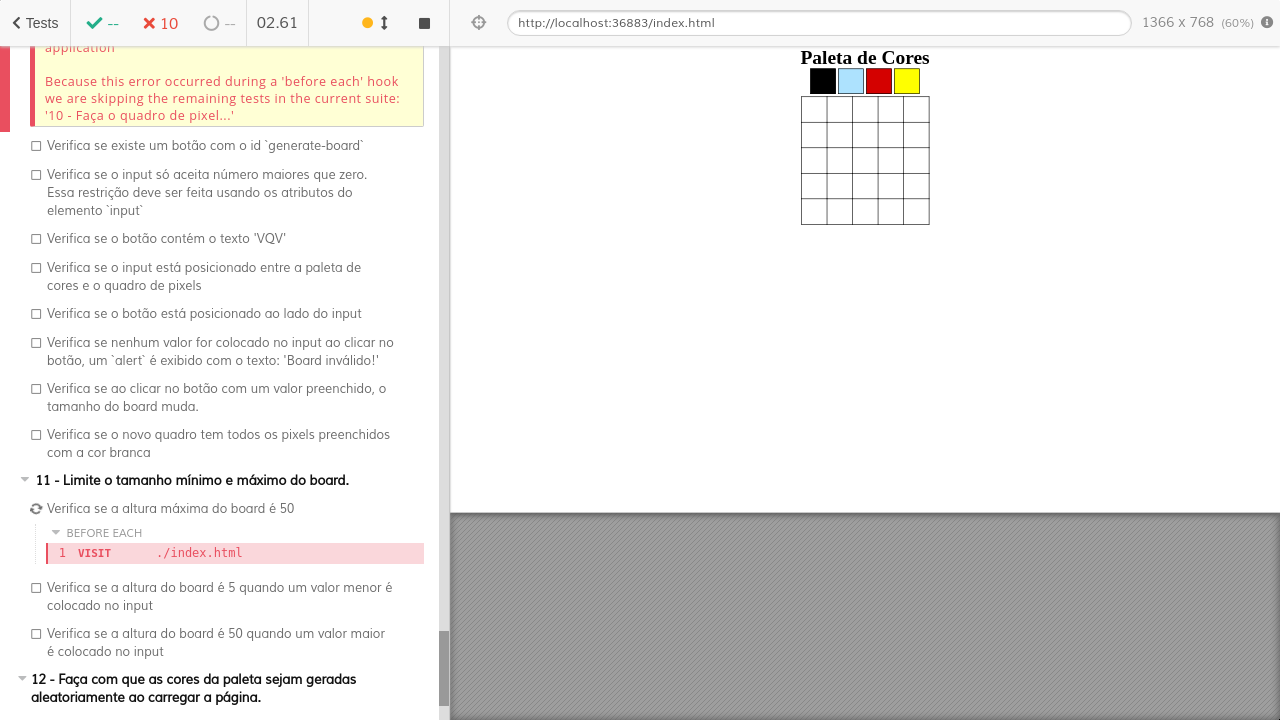 Tests
--
10
--
02.61
http://localhost:36883/index.html
1366 x 768 (60%)
application
Because this error occurred during a 'before each' hook
we are skipping the remaining tests in the current suite:
'10 - Faça o quadro de pixel...'
Verifica se existe um botão com o id `generate-board`
Verifica se o input só aceita número maiores que zero.
Essa restrição deve ser feita usando os atributos do
elemento `input`
Verifica se o botão contém o texto 'VQV'
Verifica se o input está posicionado entre a paleta de
cores e o quadro de pixels
Verifica se o botão está posicionado ao lado do input
Verifica se nenhum valor for colocado no input ao clicar no
botão, um `alert` é exibido com o texto: 'Board inválido!'
Verifica se ao clicar no botão com um valor preenchido, o
tamanho do board muda.
Verifica se o novo quadro tem todos os pixels preenchidos
com a cor branca
11 - Limite o tamanho mínimo e máximo do board.
Verifica se a altura máxima do board é 50
BEFORE EACH
1 VISIT ./index.html
Verifica se a altura do board é 5 quando um valor menor é
colocado no input
Verifica se a altura do board é 50 quando um valor maior
é colocado no input
12 - Faça com que as cores da paleta sejam geradas
aleatoriamente ao carregar a página.
Paleta de Cores